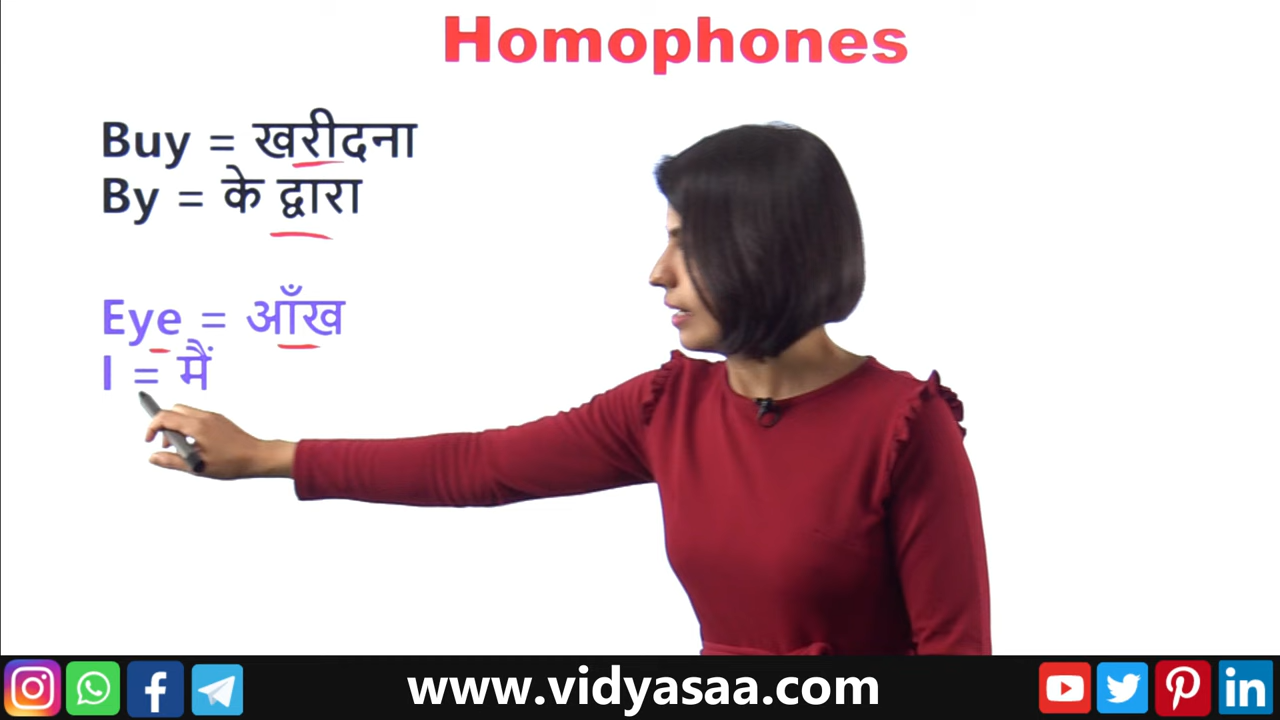 Homophones
Buy = खरीदना
By = के द्वारा
Eye = आँख
I = मैं
www.vidyasaa.com